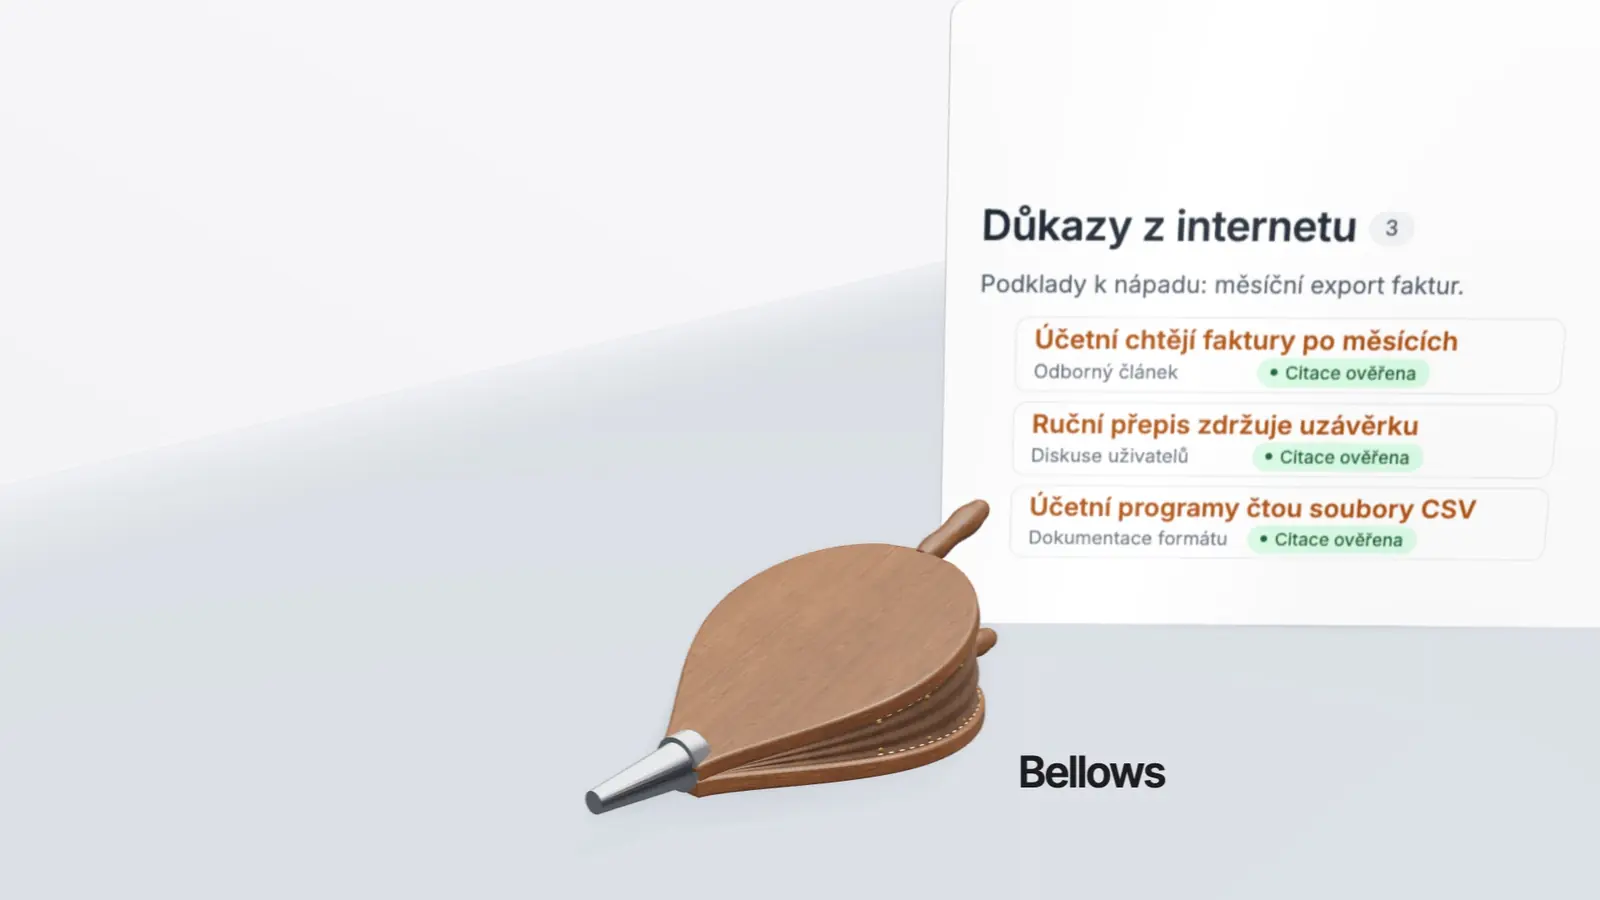 Důkazy z internetu 3
Podklady k nápadu: měsíční export faktur.
Účetní chtějí faktury po měsících
Odborný článek • Citace ověřena
Ruční přepis zdržuje uzávěrku
Diskuse uživatelů • Citace ověřena
Účetní programy čtou soubory CSV
Dokumentace formátu • Citace ověřena
Bellows